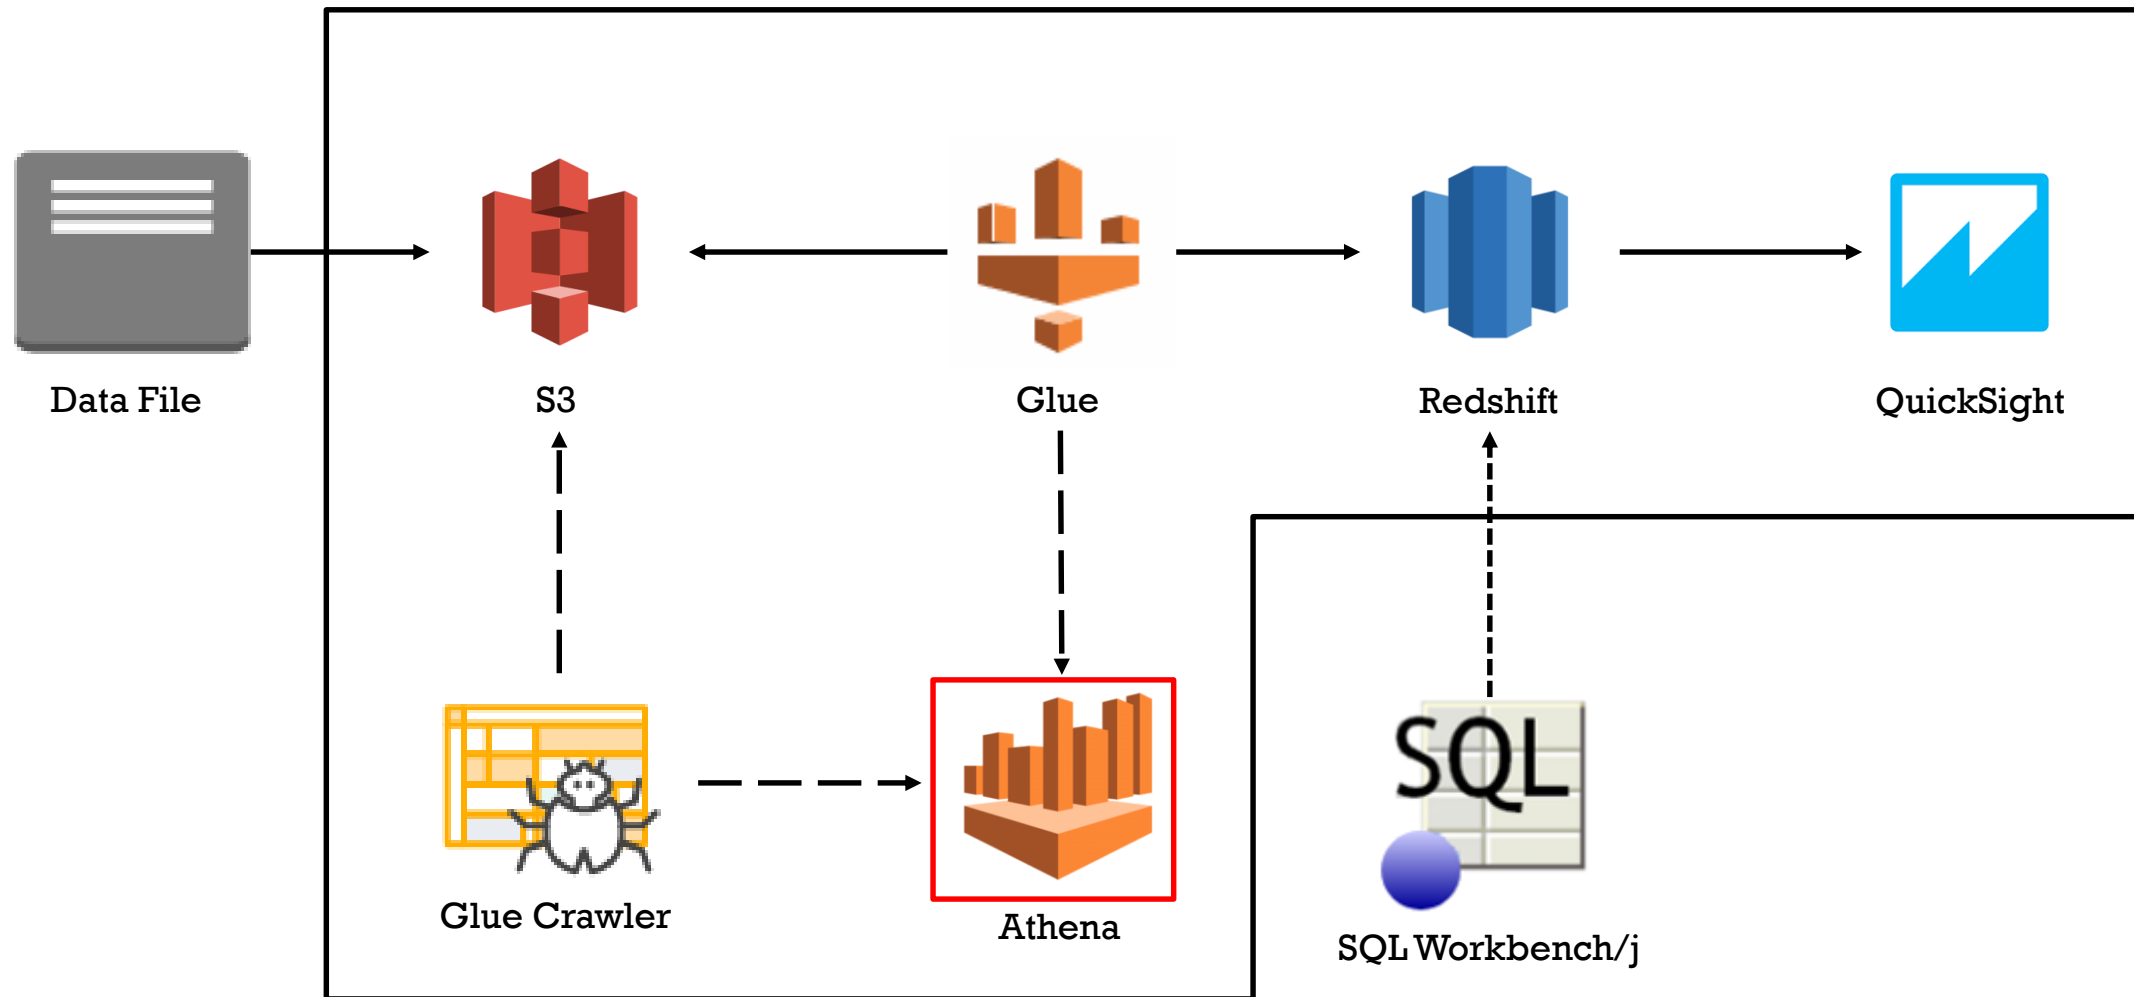 Data File
S3
Glue
Redshift
QuickSight
Glue Crawler
Athena
SQL
SQL Workbench/j